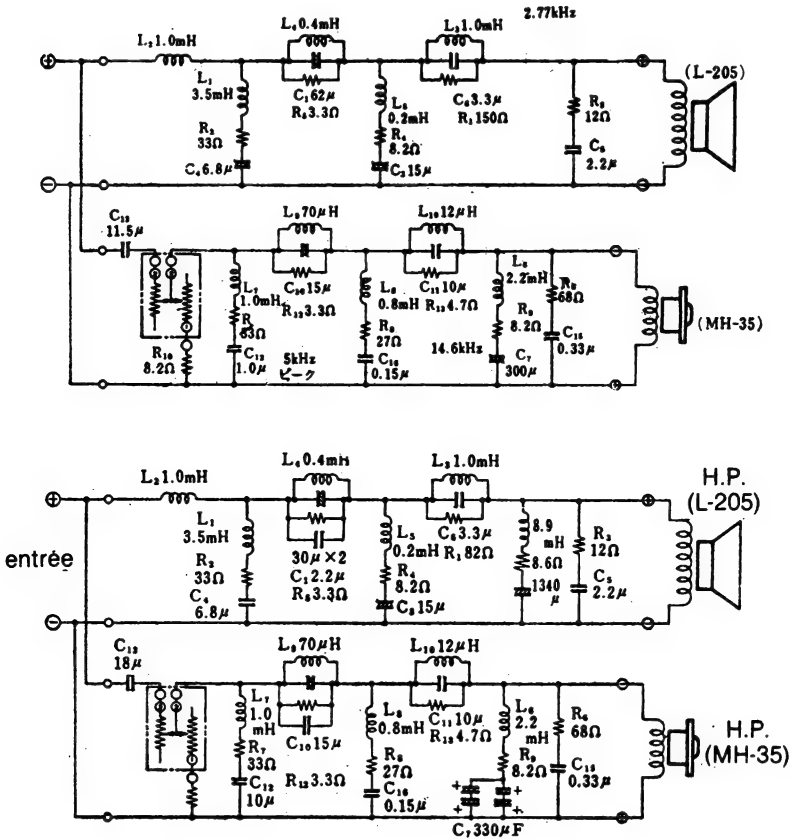 2.77kHz
L₂ 1.0mH
L₄ 0.4mH
L₃ 1.0mH
(L-205)
L₁
3.5mH
C₁ 62μ
R₅ 3.3Ω
L₅
0.2mH
C₆ 3.3μ
R₁ 150Ω
R₃
12Ω
R₂
33Ω
R₄
8.2Ω
C₄ 6.8μ
C₃ 15μ
C₅
2.2μ
C₁₃
11.5μ
L₉ 70μH
L₁₀ 12μH
L₇
1.0mH
C₁₀ 15μ
R₁₂ 3.3Ω
L₈
0.8mH
C₁₁ 10μ
R₁₃ 4.7Ω
2.2mH
68Ω
(MH-35)
R
33Ω
27Ω
8.2Ω
R₁₀
8.2Ω
C₁₂
1.0μ
5kHz
ピーク
C₁₆
0.15μ
14.6kHz
C₇
300μ
C₁₅
0.33μ
L₂ 1.0mH
L₄ 0.4mH
L₃ 1.0mH
H.P.
(L-205)
L₁
3.5mH
R₂
33Ω
C₄
6.8μ
30μ×2
C₁ 2.2μ
R₅ 3.3Ω
L₅
0.2mH
R₄
8.2Ω
C₃ 15μ
C₆ 3.3μ
R₁ 82Ω
8.9
mH
8.6Ω
1340
μ
R₃
12Ω
C₅
2.2μ
entrée
C₁₃
18μ
L₉ 70μH
L₁₀ 12μH
L₇
1.0
mH
R₇
33Ω
C₁₂
10μ
C₁₀ 15μ
R₁₂ 3.3Ω
L₈
0.8mH
R₈
27Ω
C₁₆
0.15μ
C₁₁ 10μ
R₁₃ 4.7Ω
L₆
2.2
mH
R₉
8.2Ω
C₇ 330μF
R₆
68Ω
C₁₅
0.33μ
H.P.
(MH-35)